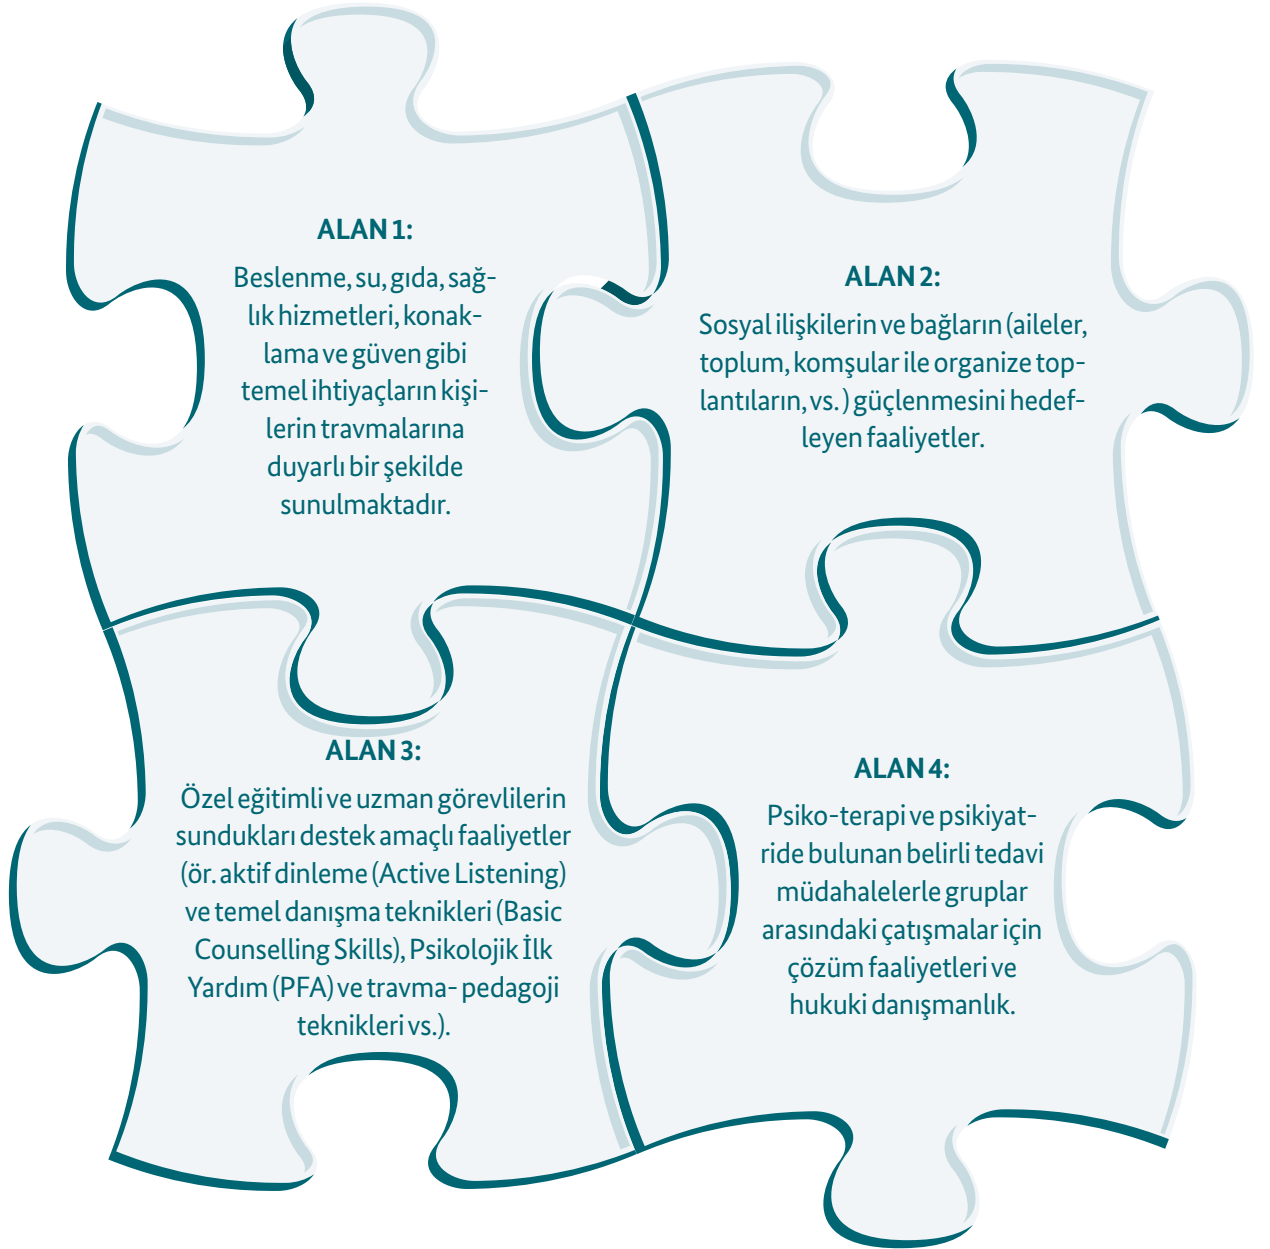 ALAN 1:
Beslenme, su, gıda, sağ-
lık hizmetleri, konak-
lama ve güven gibi
temel ihtiyaçların kişi-
lerin travmalarına
duyarlı bir şekilde
sunulmaktadır.
ALAN 2:
Sosyal ilişkilerin ve bağların (aileler,
toplum, komşular ile organize top-
lantıların, vs. ) güçlenmesini hedef-
leyen faaliyetler.
ALAN 3:
Özel eğitimli ve uzman görevlilerin
sundukları destek amaçlı faaliyetler
(ör. aktif dinleme (Active Listening)
ve temel danışma teknikleri (Basic
Counselling Skills), Psikolojik İlk
Yardım (PFA) ve travma- pedagoji
teknikleri vs.).
ALAN 4:
Psiko-terapi ve psikiyat-
ride bulunan belirli tedavi
müdahalelerle gruplar
arasındaki çatışmalar için
çözüm faaliyetleri ve
hukuki danışmanlık.